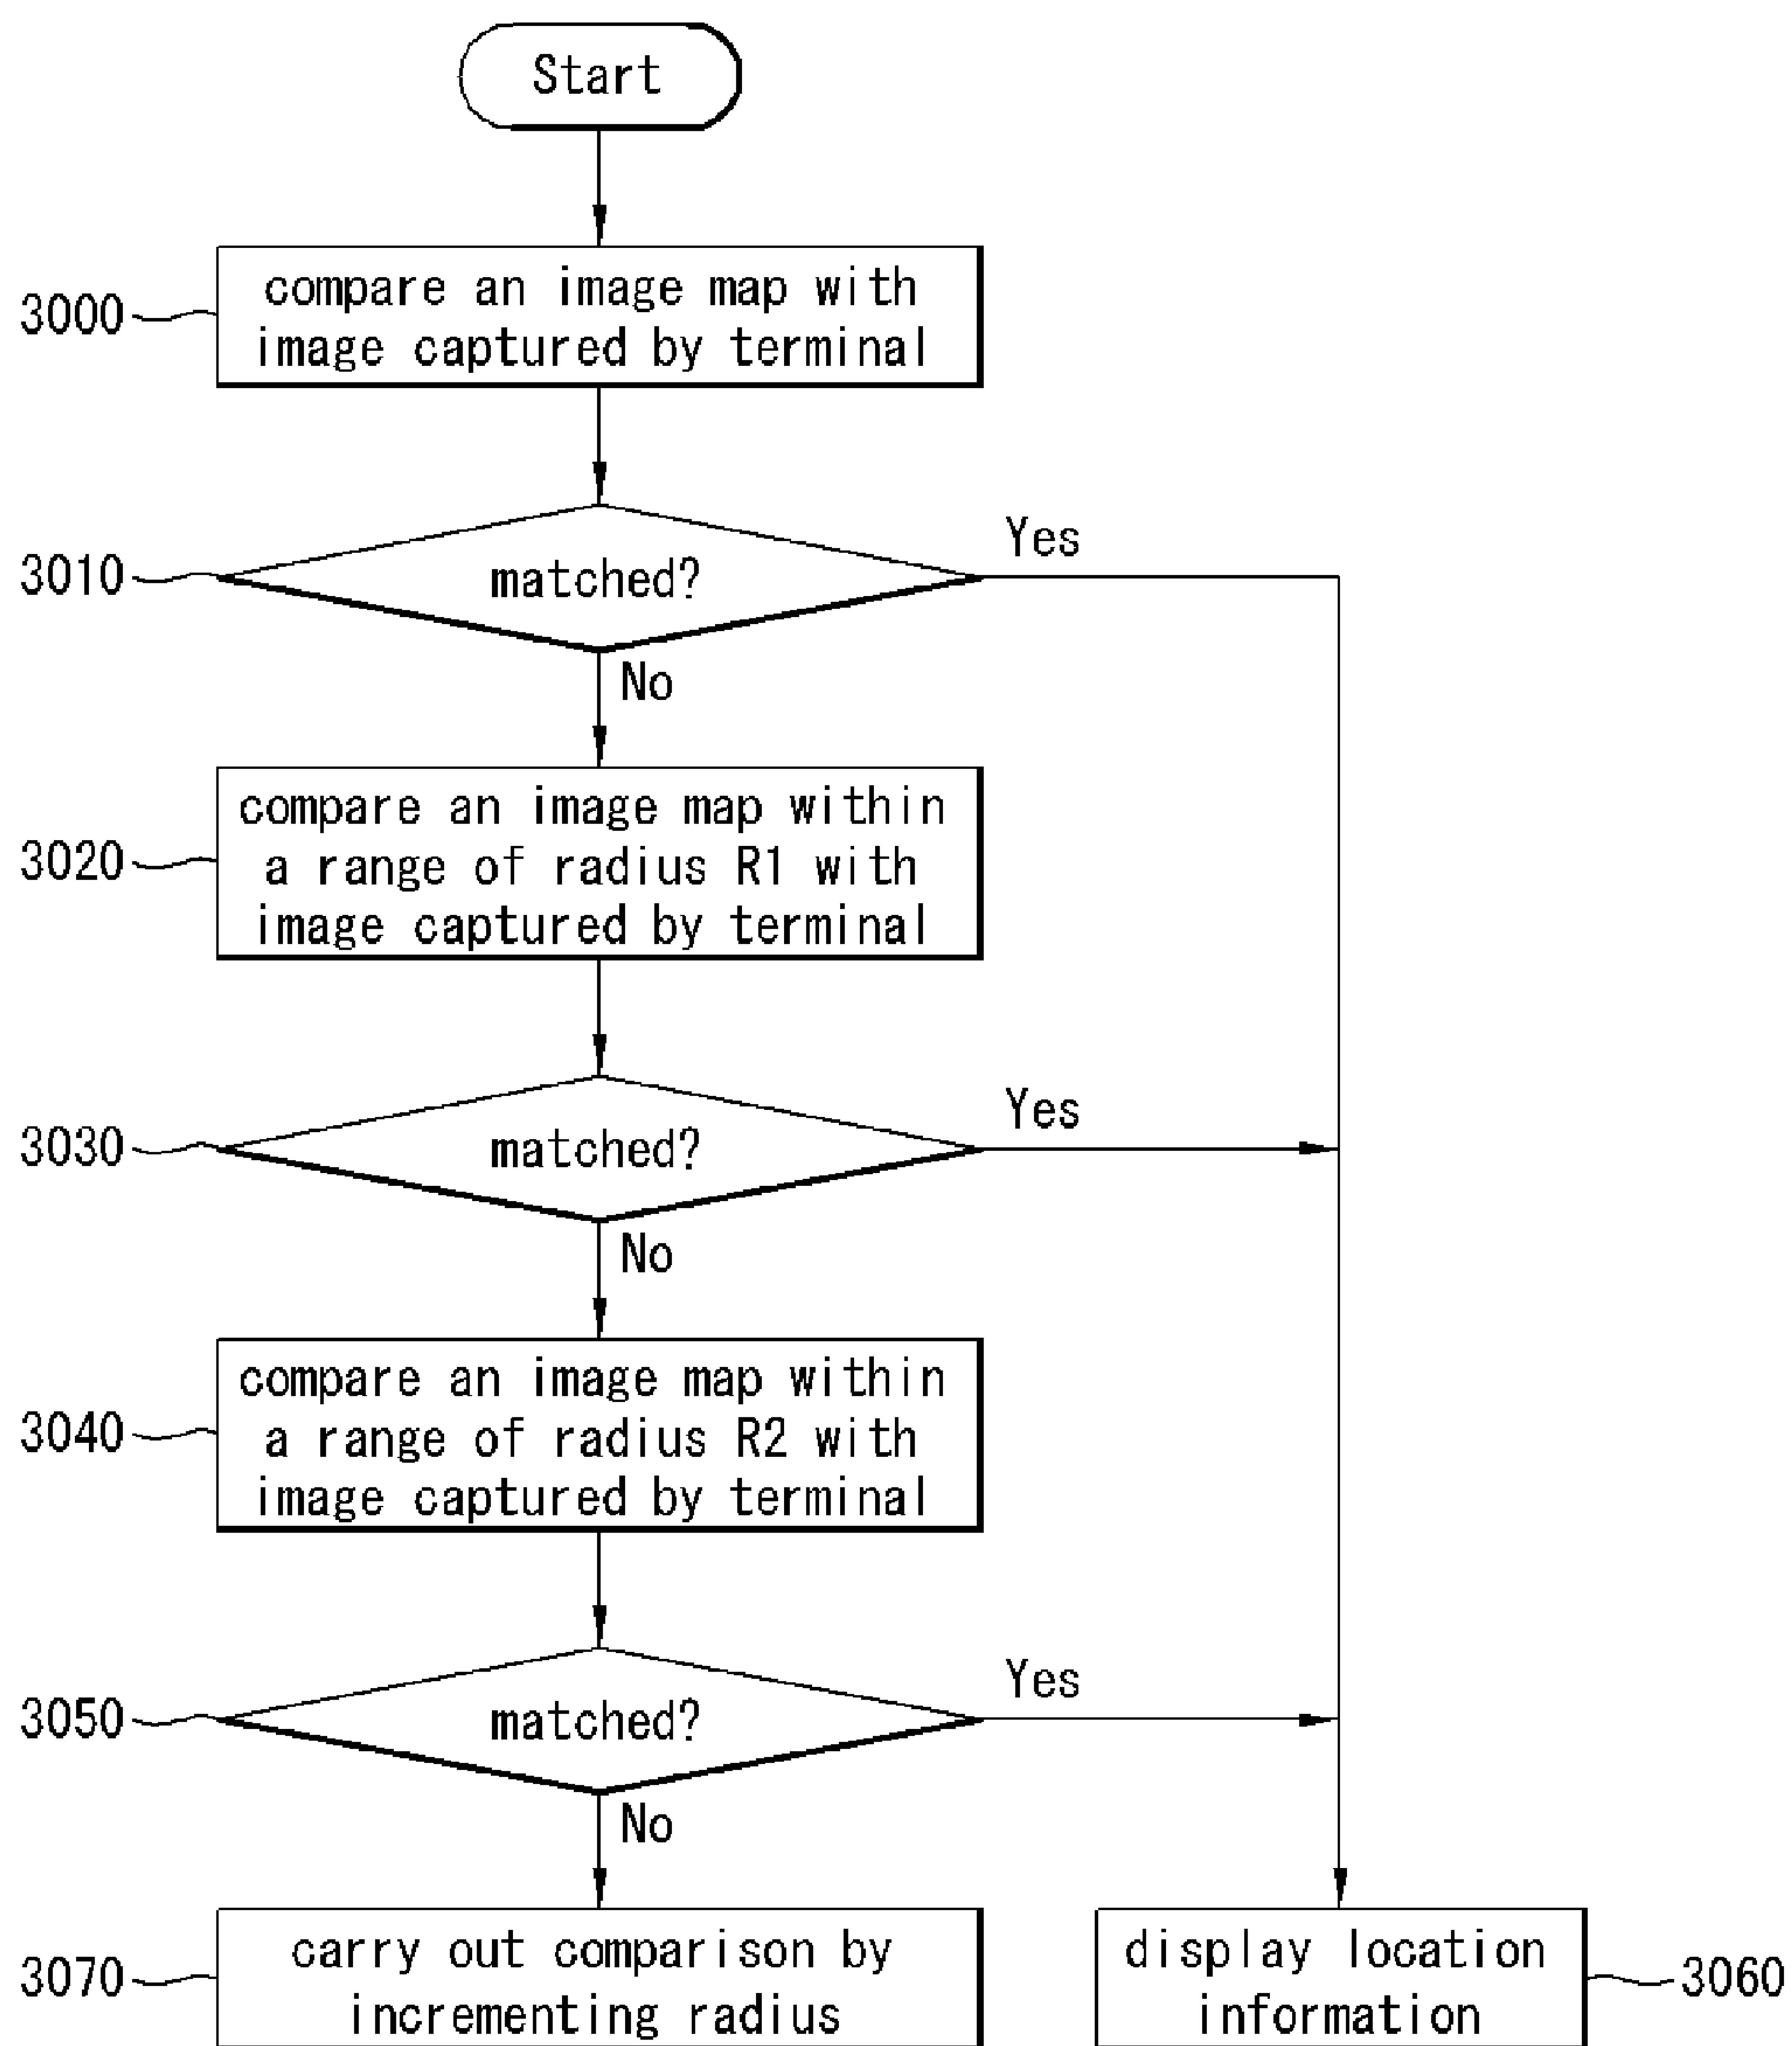 Start
3000
compare an image map with
image captured by terminal
3010
matched?
Yes
No
3020
compare an image map within
a range of radius R1 with
image captured by terminal
3030
matched?
Yes
No
3040
compare an image map within
a range of radius R2 with
image captured by terminal
3050
matched?
Yes
No
3070
carry out comparison by
incrementing radius
display location
information
3060